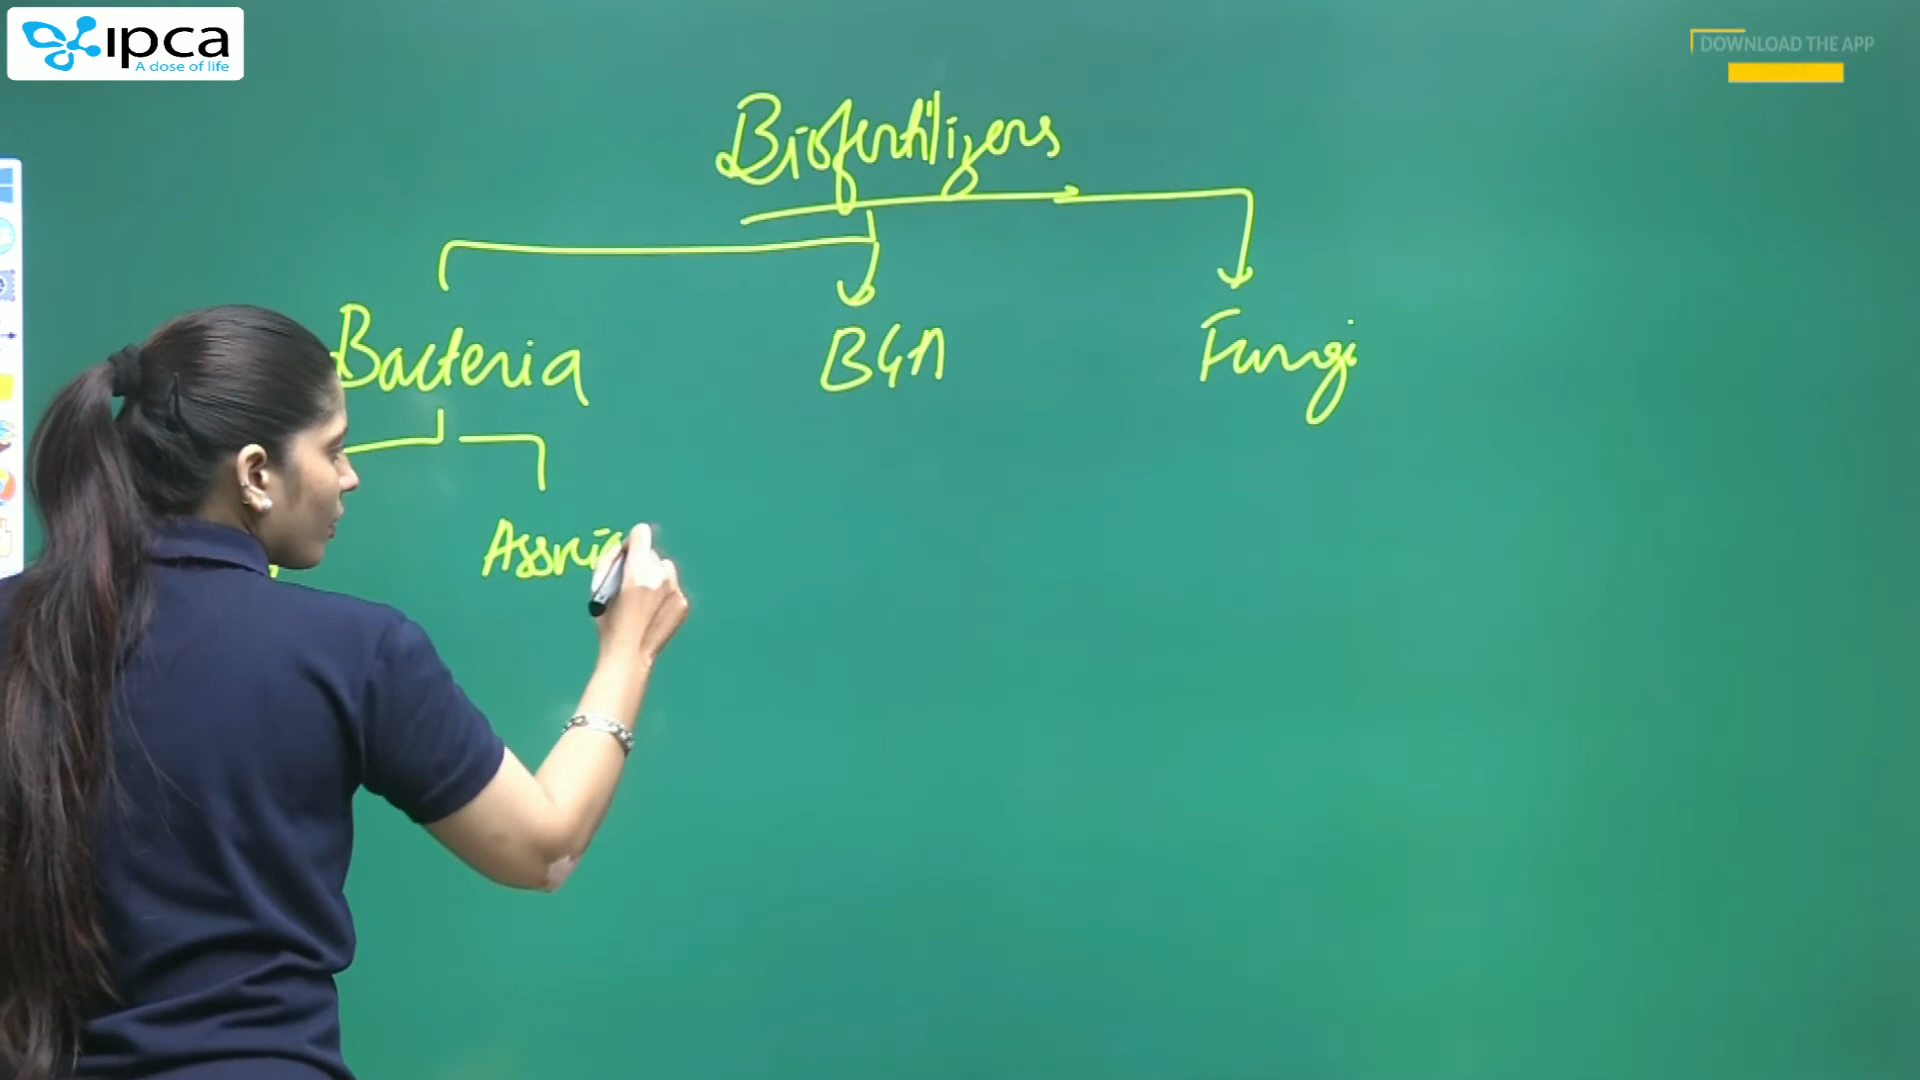 ipca
A dose of life
DOWNLOAD THE APP
Biofertilizers
Bacteria BGA Fungi